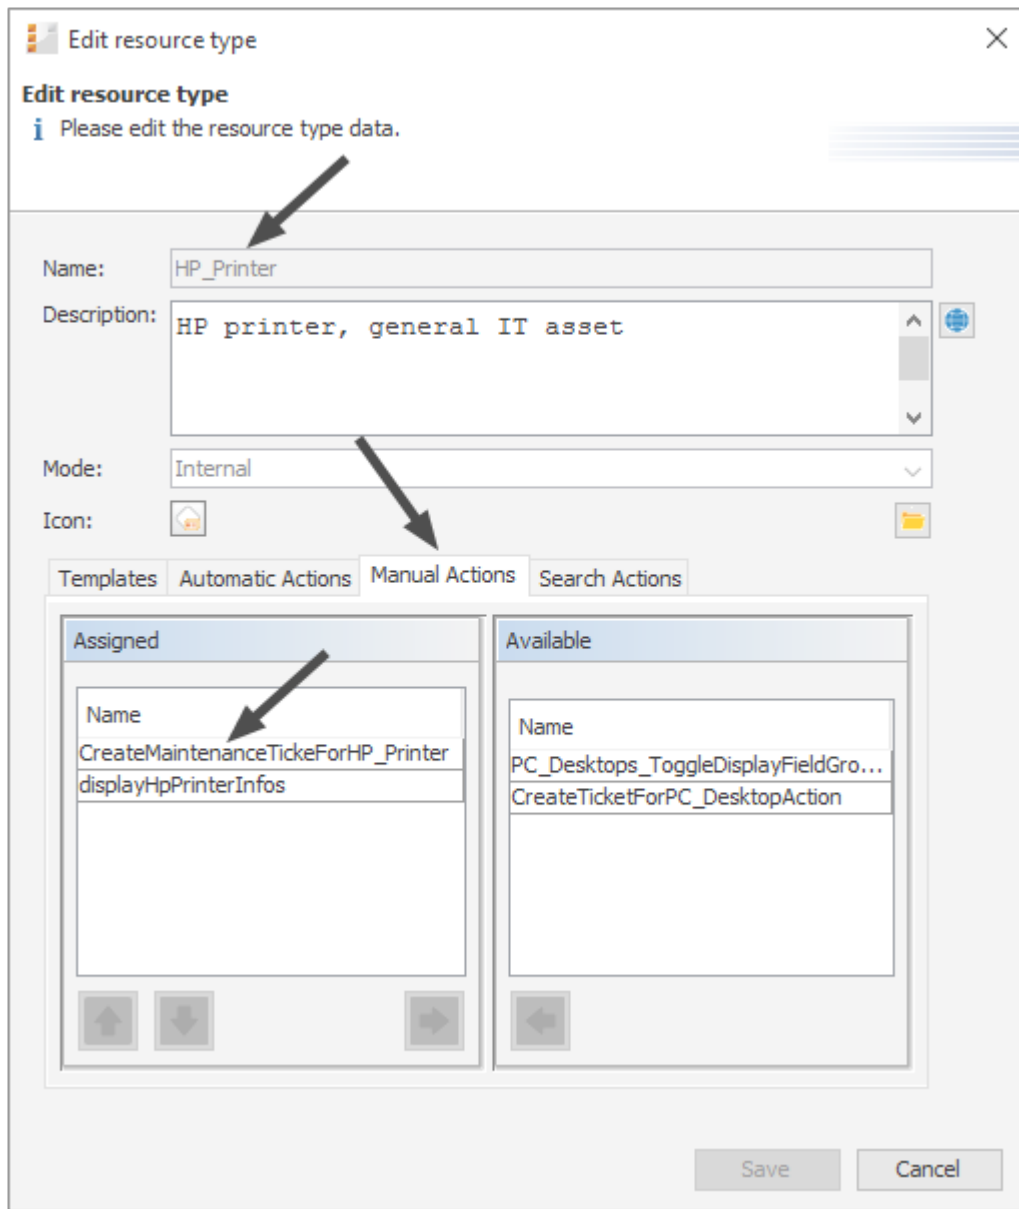 Edit resource type
Edit resource type
Please edit the resource type data.
Name: HP_Printer
Description: HP printer, general IT asset
Mode: Internal
Icon:
Templates Automatic Actions Manual Actions Search Actions
Assigned Available
Name Name
CreateMaintenanceTickeForHP_Printer PC_Desktops_ToggleDisplayFieldGro...
displayHpPrinterInfos CreateTicketForPC_DesktopAction
Save Cancel